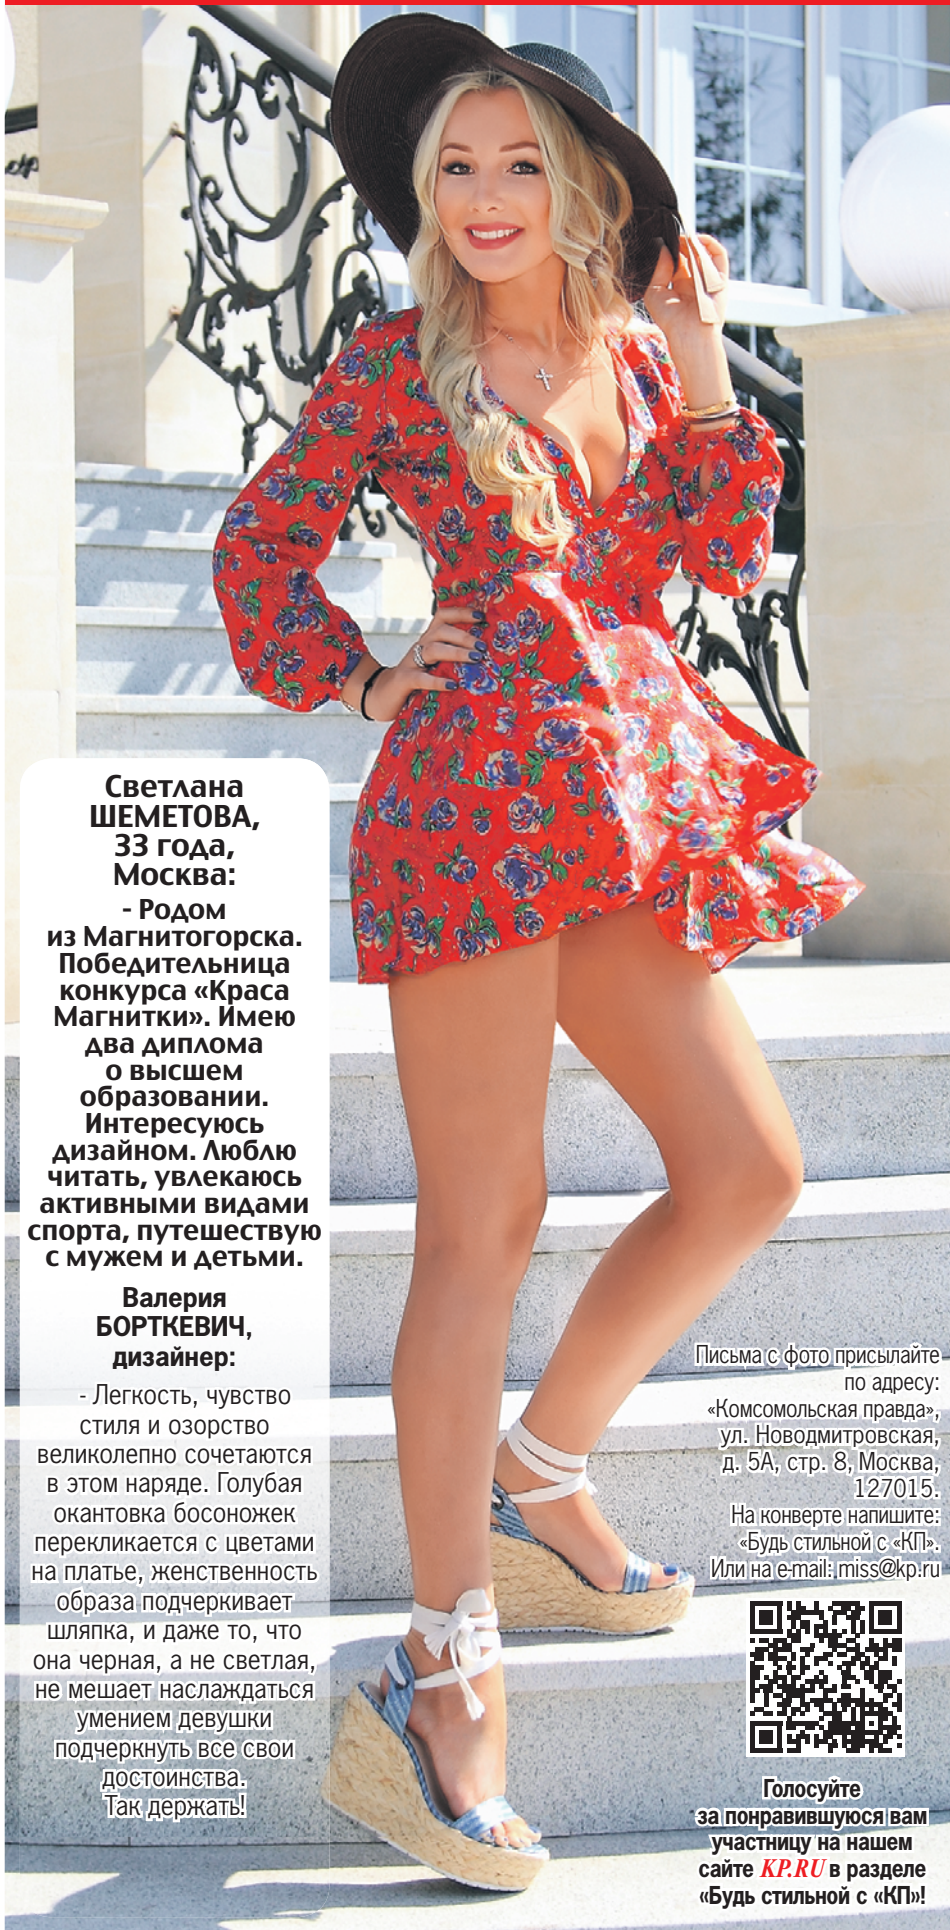 Светлана
ШЕМЕТОВА,
33 года,
Москва:
- Родом
из Магнитогорска.
Победительница
конкурса «Краса
Магнитки». Имею
два диплома
о высшем
образовании.
Интересуюсь
дизайном. Люблю
читать, увлекаюсь
активными видами
спорта, путешествую
с мужем и детьми.
Валерия
БОРТКЕВИЧ,
дизайнер:
- Легкость, чувство
стиля и озорство
великолепно сочетаются
в этом наряде. Голубая
окантовка босоножек
перекликается с цветами
на платье, женственность
образа подчеркивает
шляпка, и даже то, что
она черная, а не светлая,
не мешает наслаждаться
умением девушки
подчеркнуть все свои
достоинства.
Так держать!
Письма с фото присылайте
по адресу:
«Комсомольская правда»,
ул. Новодмитровская,
д. 5А, стр. 8, Москва,
127015.
На конверте напишите:
«Будь стильной с «КП».
Или на e-mail: miss@kp.ru
Голосуйте
за понравившуюся вам
участницу на нашем
сайте KP.RU в разделе
«Будь стильной с «КП»!